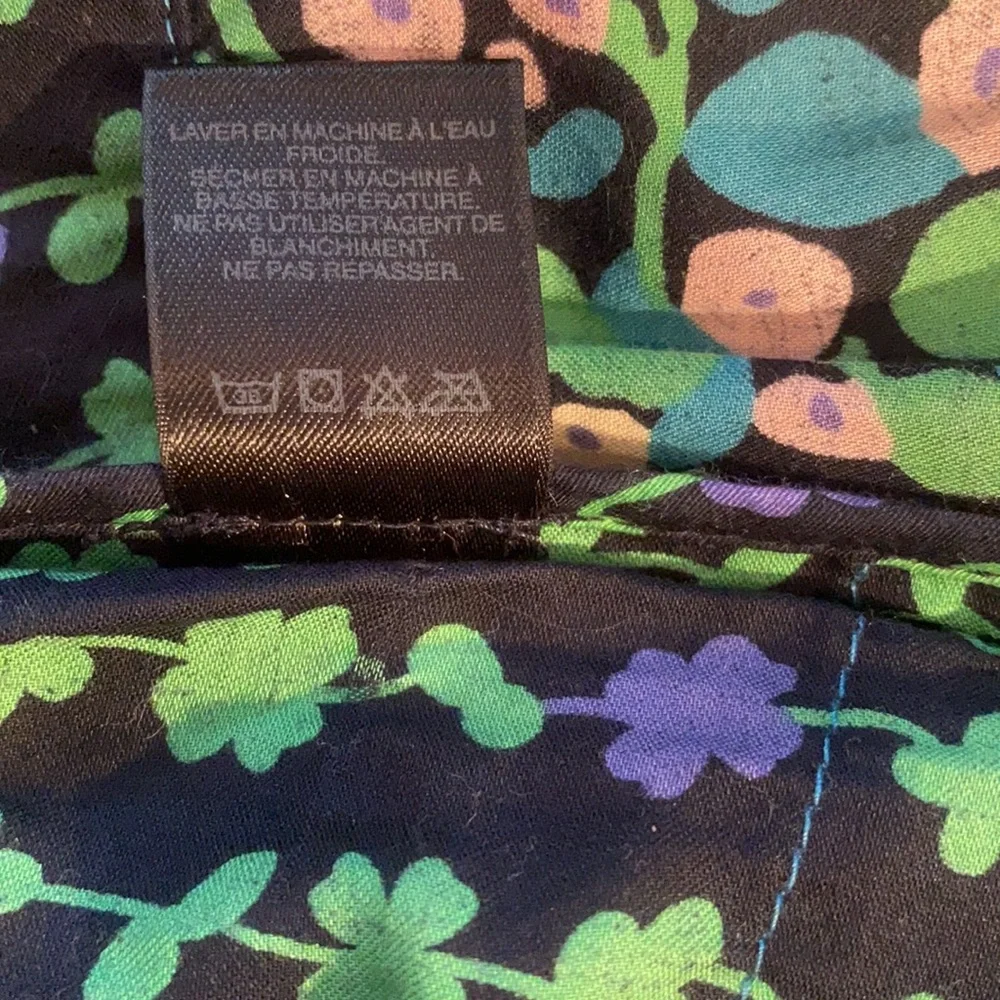 LAVER EN MACHINE À L'EAU
FROIDE.
SÉCHER EN MACHINE À
BASSE TEMPÉRATURE.
NE PAS UTILISER AGENT DE
BLANCHIMENT.
NE PAS REPASSER.
30